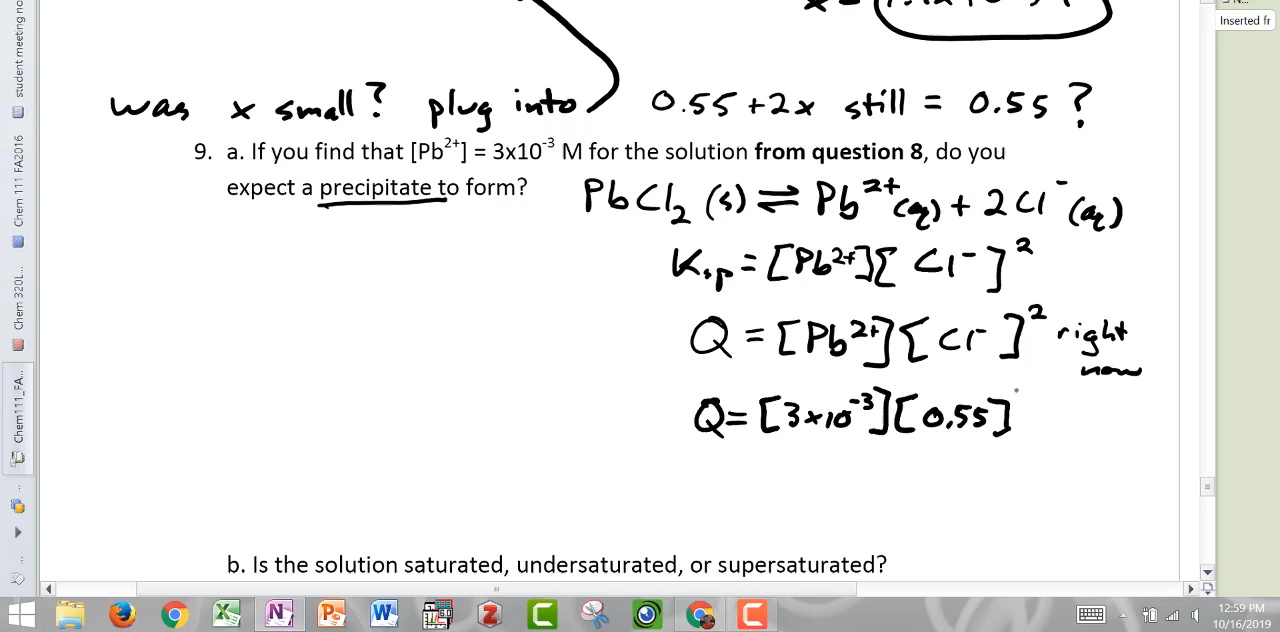 Inserted fr
student meeting no
Chem 111 FA2016
Chem 320L...
Chem111_FA...
was x small? plug into 0.55 + 2x still = 0.55 ?
9. a. If you find that [Pb²⁺] = 3x10⁻³ M for the solution from question 8, do you
expect a precipitate to form?
PbCl₂ (s) ⇌ Pb²⁺(aq) + 2Cl⁻(aq)
Ksp = [Pb²⁺][Cl⁻]²
Q = [Pb²⁺][Cl⁻]² right
now
Q = [3×10⁻³][0.55]
b. Is the solution saturated, undersaturated, or supersaturated?
12:59 PM
10/16/2019